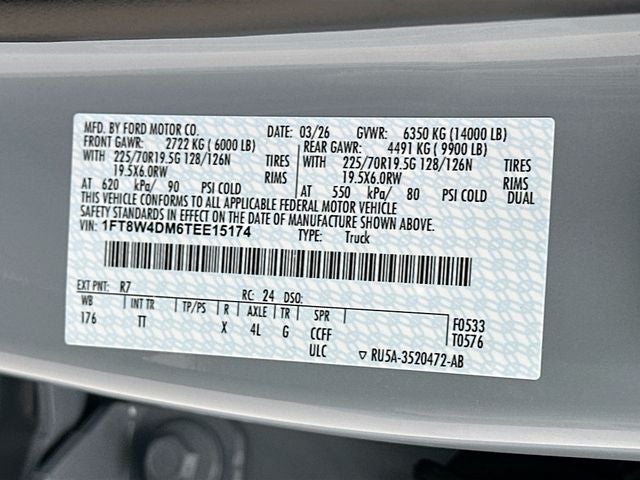 MFD. BY FORD MOTOR CO. DATE: 03/26 GVWR: 6350 KG (14000 LB)
FRONT GAWR: 2722 KG ( 6000 LB) REAR GAWR: 4491 KG ( 9900 LB)
WITH 225/70R19.5G 128/126N TIRES WITH 225/70R19.5G 128/126N TIRES
19.5X6.0RW RIMS 19.5X6.0RW RIMS
AT 620 kPa/ 90 PSI COLD AT 550 kPa/ 80 PSI COLD DUAL
THIS VEHICLE CONFORMS TO ALL APPLICABLE FEDERAL MOTOR VEHICLE
SAFETY STANDARDS IN EFFECT ON THE DATE OF MANUFACTURE SHOWN ABOVE.
VIN: 1FT8W4DM6TEE15174 TYPE: Truck
EXT PNT: R7 RC: 24 DSO:
WB INT TR TP/PS R AXLE TR SPR F0533
176 TT X 4L G CCFF T0576
ULC ▽ RU5A-3520472-AB